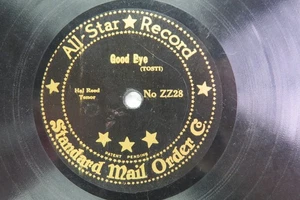 All Star Record
Good Bye
(TOSTI)
Hal Reed
Tenor
No ZZ28
PATENT PENDING
Standard Mail Order Co.